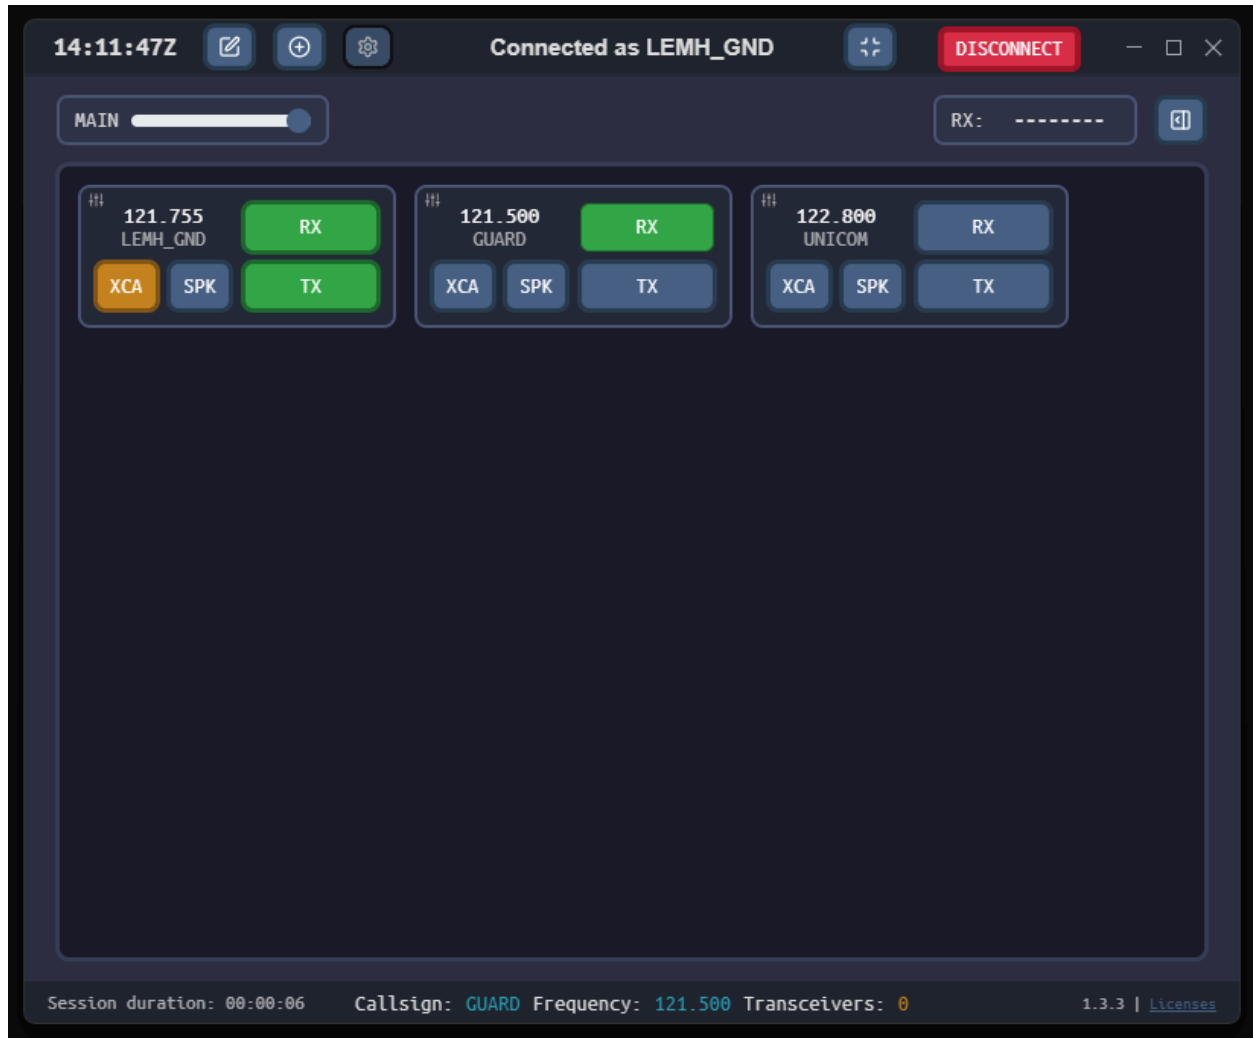 14:11:47Z Connected as LEMH_GND DISCONNECT
MAIN RX: --------
121.755 RX 121.500 RX 122.800 RX
LEMH_GND GUARD UNICOM
XCA SPK TX XCA SPK TX XCA SPK TX
Session duration: 00:00:06 Callsign: GUARD Frequency: 121.500 Transceivers: 0 1.3.3 | Licenses